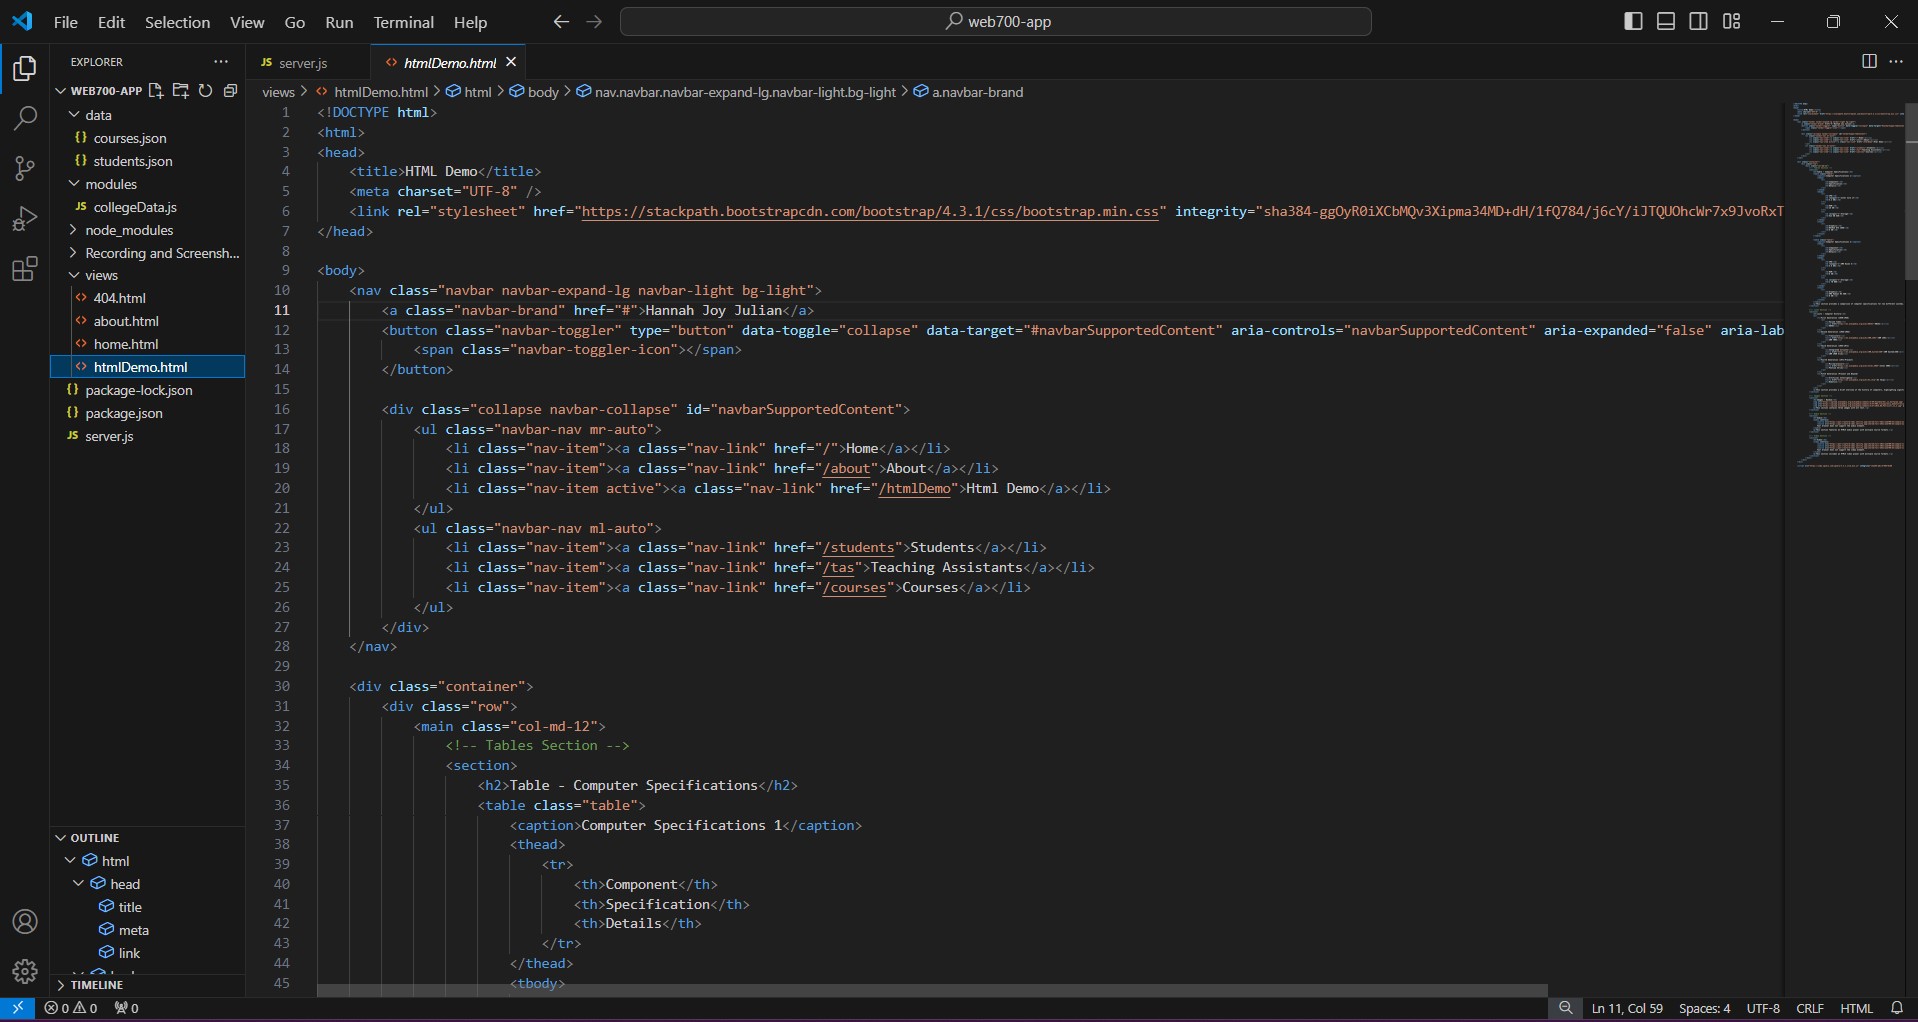 File Edit Selection View Go Run Terminal Help
web700-app
EXPLORER
WEB700-APP
data
courses.json
students.json
modules
JS collegeData.js
node_modules
Recording and Screensh...
views
404.html
about.html
home.html
htmlDemo.html
package-lock.json
package.json
JS server.js
OUTLINE
html
head
title
meta
link
TIMELINE
JS server.js
htmlDemo.html
views > htmlDemo.html > html > body > nav.navbar.navbar-expand-lg.navbar-light.bg-light > a.navbar-brand
1 <!DOCTYPE html>
2 <html>
3 <head>
4 <title>HTML Demo</title>
5 <meta charset="UTF-8" />
6 <link rel="stylesheet" href="https://stackpath.bootstrapcdn.com/bootstrap/4.3.1/css/bootstrap.min.css" integrity="sha384-ggOyR0iXCbMQv3Xipma34MD+dH/1fQ784/j6cY/iJTQUOhcWr7x9JvoRxT
7 </head>
8
9 <body>
10 <nav class="navbar navbar-expand-lg navbar-light bg-light">
11 <a class="navbar-brand" href="#">Hannah Joy Julian</a>
12 <button class="navbar-toggler" type="button" data-toggle="collapse" data-target="#navbarSupportedContent" aria-controls="navbarSupportedContent" aria-expanded="false" aria-lab
13 <span class="navbar-toggler-icon"></span>
14 </button>
15
16 <div class="collapse navbar-collapse" id="navbarSupportedContent">
17 <ul class="navbar-nav mr-auto">
18 <li class="nav-item"><a class="nav-link" href="/">Home</a></li>
19 <li class="nav-item"><a class="nav-link" href="/about">About</a></li>
20 <li class="nav-item active"><a class="nav-link" href="/htmlDemo">Html Demo</a></li>
21 </ul>
22 <ul class="navbar-nav ml-auto">
23 <li class="nav-item"><a class="nav-link" href="/students">Students</a></li>
24 <li class="nav-item"><a class="nav-link" href="/tas">Teaching Assistants</a></li>
25 <li class="nav-item"><a class="nav-link" href="/courses">Courses</a></li>
26 </ul>
27 </div>
28 </nav>
29
30 <div class="container">
31 <div class="row">
32 <main class="col-md-12">
33 <!-- Tables Section -->
34 <section>
35 <h2>Table - Computer Specifications</h2>
36 <table class="table">
37 <caption>Computer Specifications 1</caption>
38 <thead>
39 <tr>
40 <th>Component</th>
41 <th>Specification</th>
42 <th>Details</th>
43 </tr>
44 </thead>
45 <tbody>
0 0 0
Ln 11, Col 59 Spaces: 4 UTF-8 CRLF HTML